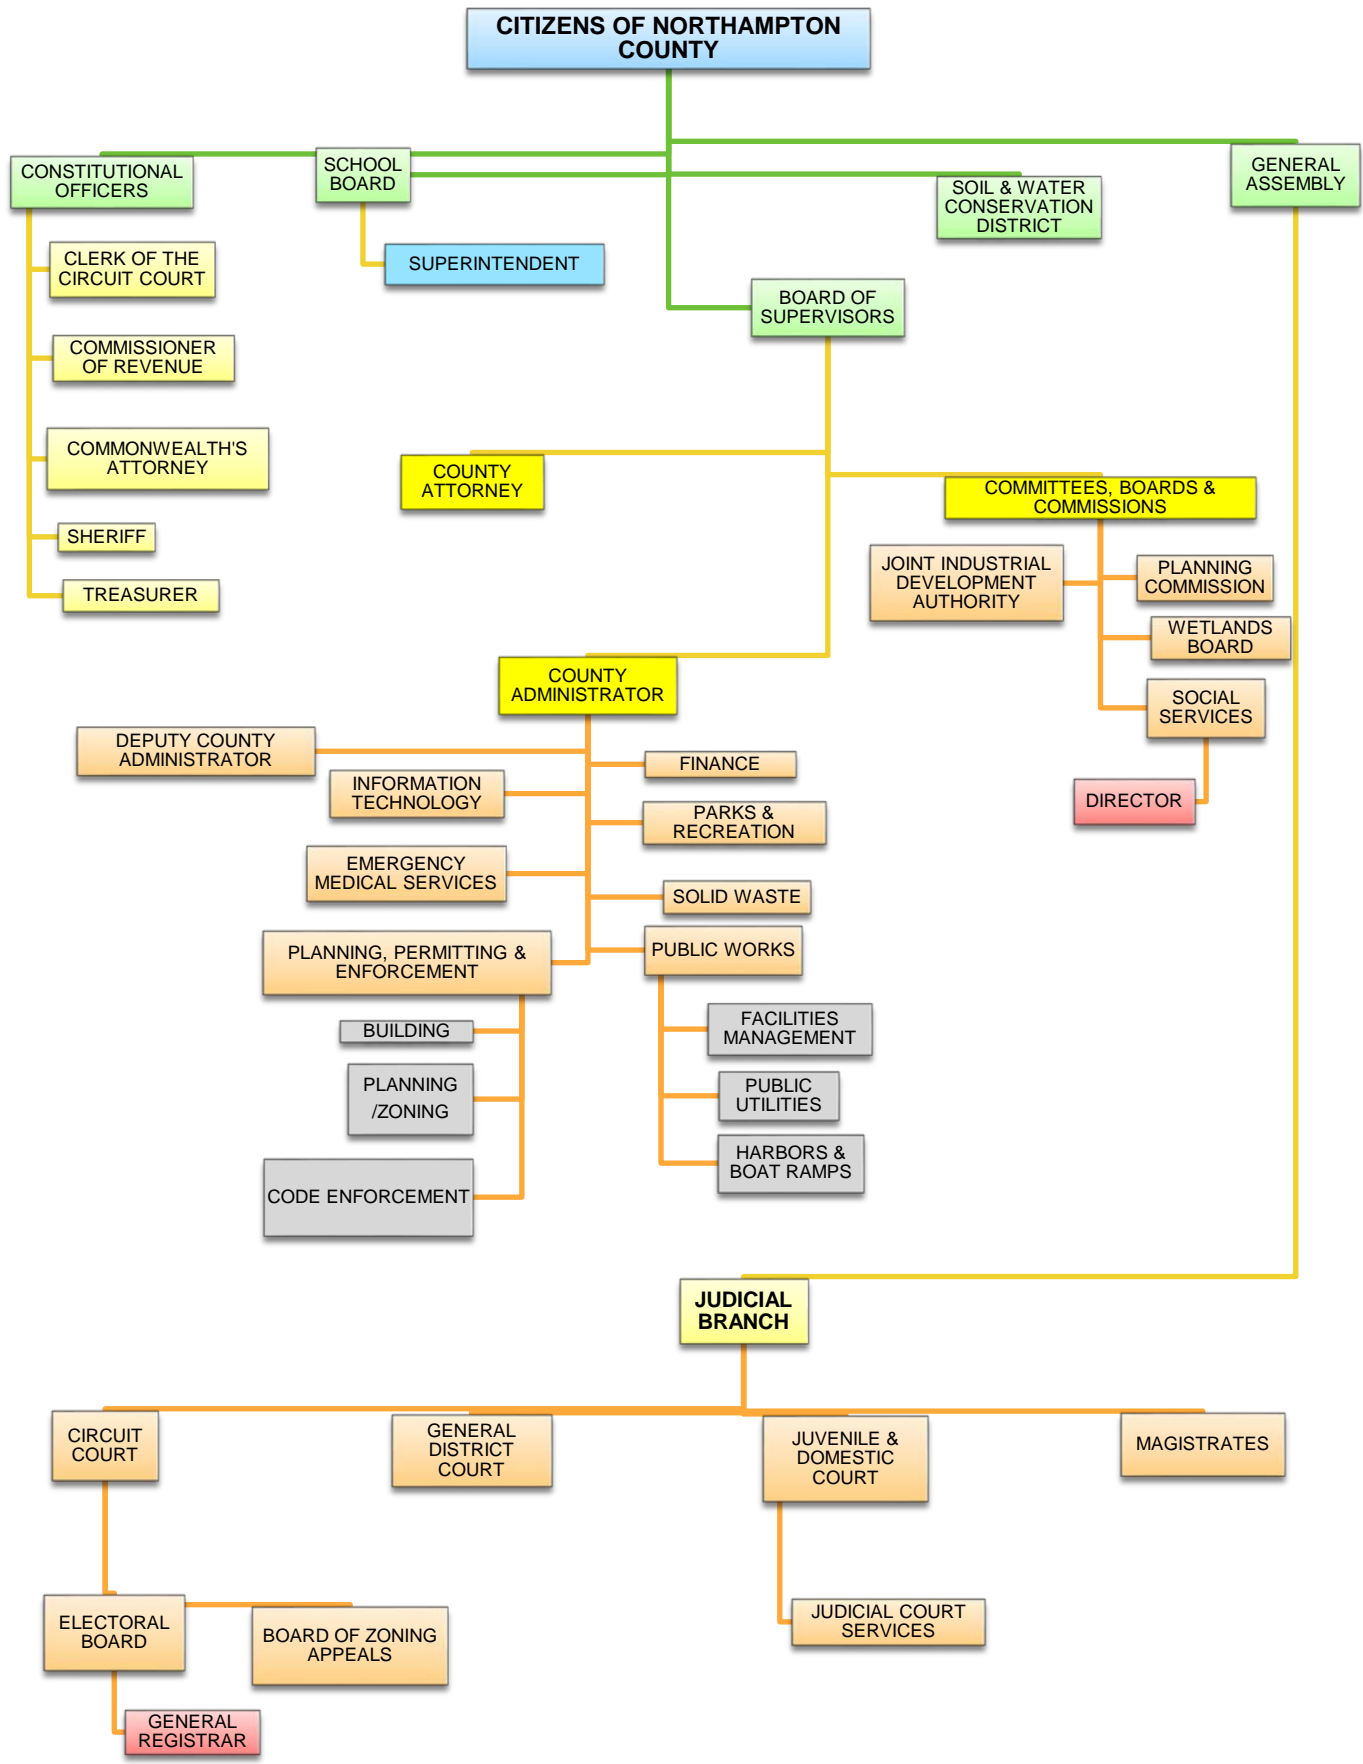 CITIZENS OF NORTHAMPTON
COUNTY
CONSTITUTIONAL
OFFICERS
SCHOOL
BOARD
SOIL & WATER
CONSERVATION
DISTRICT
GENERAL
ASSEMBLY
CLERK OF THE
CIRCUIT COURT
SUPERINTENDENT
BOARD OF
SUPERVISORS
COMMISSIONER
OF REVENUE
COMMONWEALTH'S
ATTORNEY
SHERIFF
TREASURER
COUNTY
ATTORNEY
COMMITTEES, BOARDS &
COMMISSIONS
JOINT INDUSTRIAL
DEVELOPMENT
AUTHORITY
PLANNING
COMMISSION
WETLANDS
BOARD
SOCIAL
SERVICES
DIRECTOR
COUNTY
ADMINISTRATOR
DEPUTY COUNTY
ADMINISTRATOR
FINANCE
INFORMATION
TECHNOLOGY
PARKS &
RECREATION
EMERGENCY
MEDICAL SERVICES
SOLID WASTE
PLANNING, PERMITTING &
ENFORCEMENT
PUBLIC WORKS
BUILDING
PLANNING
/ZONING
CODE ENFORCEMENT
FACILITIES
MANAGEMENT
PUBLIC
UTILITIES
HARBORS &
BOAT RAMPS
JUDICIAL
BRANCH
CIRCUIT
COURT
GENERAL
DISTRICT
COURT
JUVENILE &
DOMESTIC
COURT
MAGISTRATES
ELECTORAL
BOARD
BOARD OF ZONING
APPEALS
JUDICIAL COURT
SERVICES
GENERAL
REGISTRAR